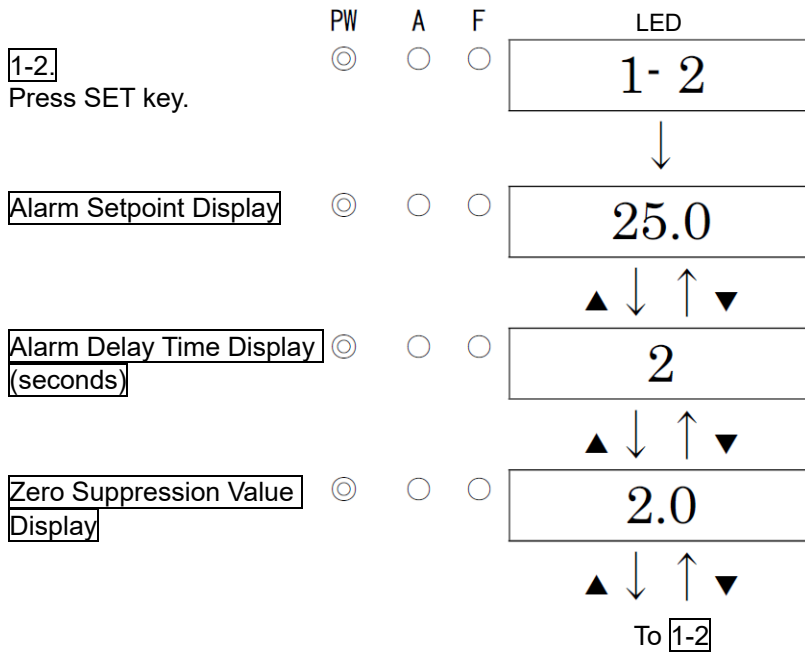 PW A F LED
1-2.
Press SET key.
1- 2
Alarm Setpoint Display
25.0
▲ ↓ ↑ ▼
Alarm Delay Time Display
(seconds)
2
▲ ↓ ↑ ▼
Zero Suppression Value
Display
2.0
▲ ↓ ↑ ▼
To 1-2